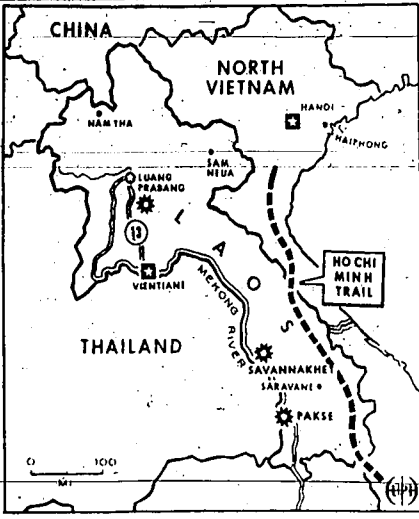 CHINA
NORTH
VIETNAM
HANOI
HAIPHONG
NAM THA
SAM
NEUA
LUANG
PRABANG
13
LAOS
VIENTIANE
MEKONG
RIVER
HO CHI
MINH
TRAIL
THAILAND
SAVANNAKHET
SARAVANE
PAKSE
0 100
MI